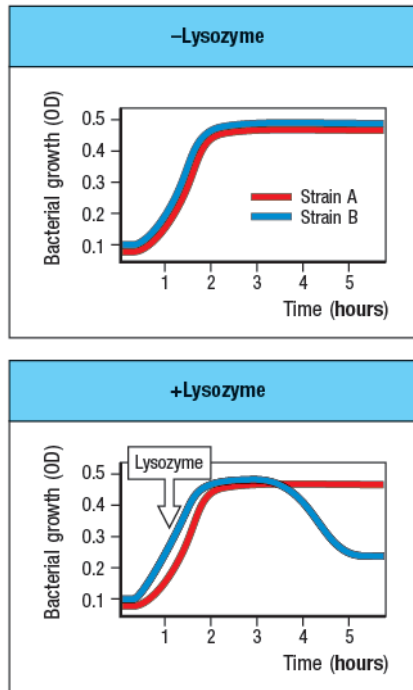 –Lysozyme
Bacterial growth (OD)
0.5
0.4
0.3
0.2
0.1
Strain A
Strain B
1 2 3 4 5
Time (hours)
+Lysozyme
Bacterial growth (OD)
0.5
0.4
0.3
0.2
0.1
Lysozyme
1 2 3 4 5
Time (hours)